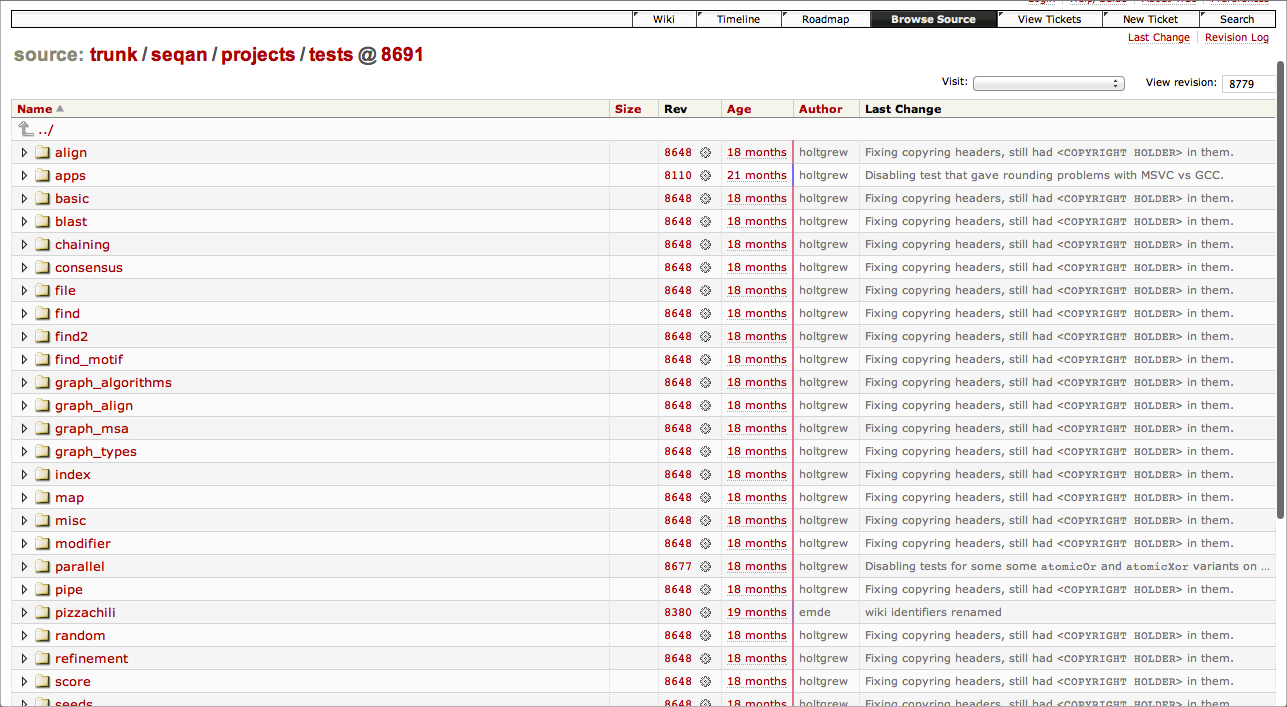 Login Help/Guide About Trac Preferences
Wiki Timeline Roadmap Browse Source View Tickets New Ticket Search
Last Change Revision Log
source: trunk / seqan / projects / tests @ 8691
Visit: View revision: 8779
Name Size Rev Age Author Last Change
../
align 8648 18 months holtgrew Fixing copyring headers, still had <COPYRIGHT HOLDER> in them.
apps 8110 21 months holtgrew Disabling test that gave rounding problems with MSVC vs GCC.
basic 8648 18 months holtgrew Fixing copyring headers, still had <COPYRIGHT HOLDER> in them.
blast 8648 18 months holtgrew Fixing copyring headers, still had <COPYRIGHT HOLDER> in them.
chaining 8648 18 months holtgrew Fixing copyring headers, still had <COPYRIGHT HOLDER> in them.
consensus 8648 18 months holtgrew Fixing copyring headers, still had <COPYRIGHT HOLDER> in them.
file 8648 18 months holtgrew Fixing copyring headers, still had <COPYRIGHT HOLDER> in them.
find 8648 18 months holtgrew Fixing copyring headers, still had <COPYRIGHT HOLDER> in them.
find2 8648 18 months holtgrew Fixing copyring headers, still had <COPYRIGHT HOLDER> in them.
find_motif 8648 18 months holtgrew Fixing copyring headers, still had <COPYRIGHT HOLDER> in them.
graph_algorithms 8648 18 months holtgrew Fixing copyring headers, still had <COPYRIGHT HOLDER> in them.
graph_align 8648 18 months holtgrew Fixing copyring headers, still had <COPYRIGHT HOLDER> in them.
graph_msa 8648 18 months holtgrew Fixing copyring headers, still had <COPYRIGHT HOLDER> in them.
graph_types 8648 18 months holtgrew Fixing copyring headers, still had <COPYRIGHT HOLDER> in them.
index 8648 18 months holtgrew Fixing copyring headers, still had <COPYRIGHT HOLDER> in them.
map 8648 18 months holtgrew Fixing copyring headers, still had <COPYRIGHT HOLDER> in them.
misc 8648 18 months holtgrew Fixing copyring headers, still had <COPYRIGHT HOLDER> in them.
modifier 8648 18 months holtgrew Fixing copyring headers, still had <COPYRIGHT HOLDER> in them.
parallel 8677 18 months holtgrew Disabling tests for some some atomicOr and atomicXor variants on ...
pipe 8648 18 months holtgrew Fixing copyring headers, still had <COPYRIGHT HOLDER> in them.
pizzachili 8380 19 months emde wiki identifiers renamed
random 8648 18 months holtgrew Fixing copyring headers, still had <COPYRIGHT HOLDER> in them.
refinement 8648 18 months holtgrew Fixing copyring headers, still had <COPYRIGHT HOLDER> in them.
score 8648 18 months holtgrew Fixing copyring headers, still had <COPYRIGHT HOLDER> in them.
seeds 8648 18 months holtgrew Fixing copyring headers, still had <COPYRIGHT HOLDER> in them.